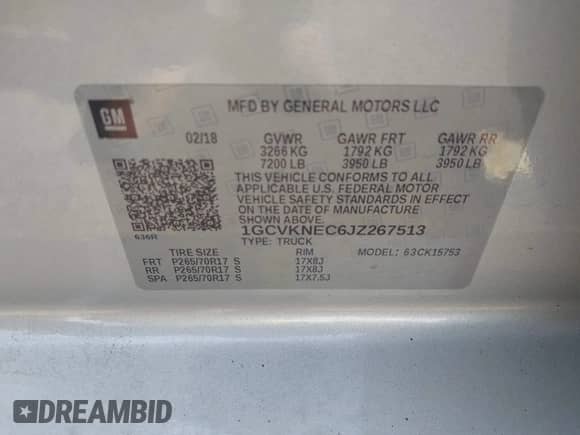 GM
MFD BY GENERAL MOTORS LLC
02/18 GVWR GAWR FRT GAWR RR
3266 KG 1792 KG 1792 KG
7200 LB 3950 LB 3950 LB
THIS VEHICLE CONFORMS TO ALL
APPLICABLE U.S. FEDERAL MOTOR
VEHICLE SAFETY STANDARDS IN EFFECT
ON THE DATE OF MANUFACTURE
SHOWN ABOVE.
636R
1GCVKNEC6JZ267513
TYPE: TRUCK
TIRE SIZE RIM MODEL: 63CK15753
FRT P265/70R17 S 17X8J
RR P265/70R17 S 17X8J
SPA P265/70R17 S 17X7.5J
DREAMBID